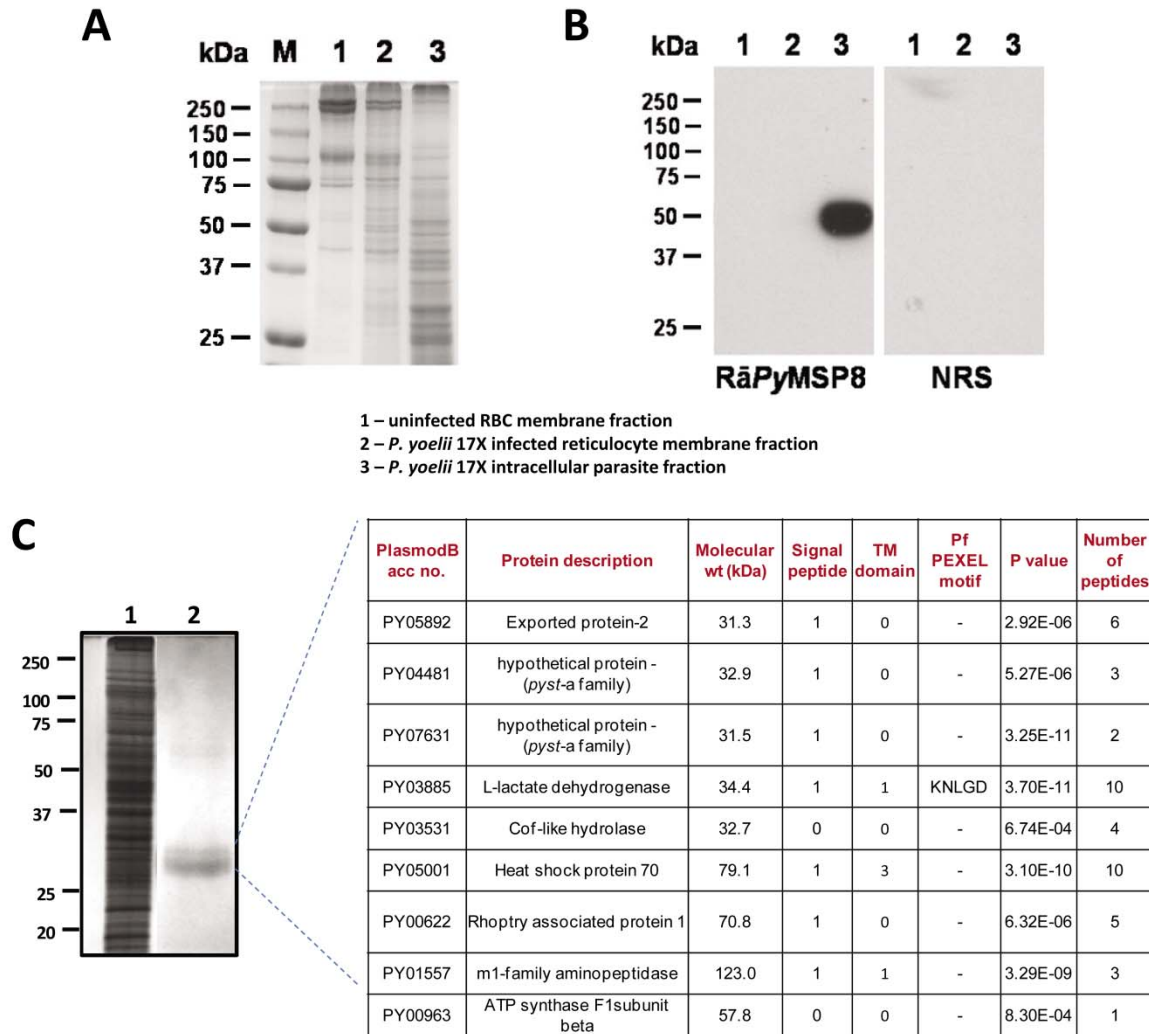 A
kDa M 1 2 3
250
150
100
75
50
37
25
B
kDa 1 2 3 1 2 3
250
150
100
75
50
37
25
RāPyMSP8 NRS
1 – uninfected RBC membrane fraction
2 – P. yoelii 17X infected reticulocyte membrane fraction
3 – P. yoelii 17X intracellular parasite fraction
C
1 2
250
100
75
50
37
25
20
PlasmodB acc no. Protein description Molecular wt (kDa) Signal peptide TM domain Pf PEXEL motif P value Number of peptides
PY05892 Exported protein-2 31.3 1 0 - 2.92E-06 6
PY04481 hypothetical protein - (pyst-a family) 32.9 1 0 - 5.27E-06 3
PY07631 hypothetical protein - (pyst-a family) 31.5 1 0 - 3.25E-11 2
PY03885 L-lactate dehydrogenase 34.4 1 1 KNLGD 3.70E-11 10
PY03531 Cof-like hydrolase 32.7 0 0 - 6.74E-04 4
PY05001 Heat shock protein 70 79.1 1 3 3.10E-10 10
PY00622 Rhoptry associated protein 1 70.8 1 0 - 6.32E-06 5
PY01557 m1-family aminopeptidase 123.0 1 1 - 3.29E-09 3
PY00963 ATP synthase F1subunit beta 57.8 0 0 - 8.30E-04 1